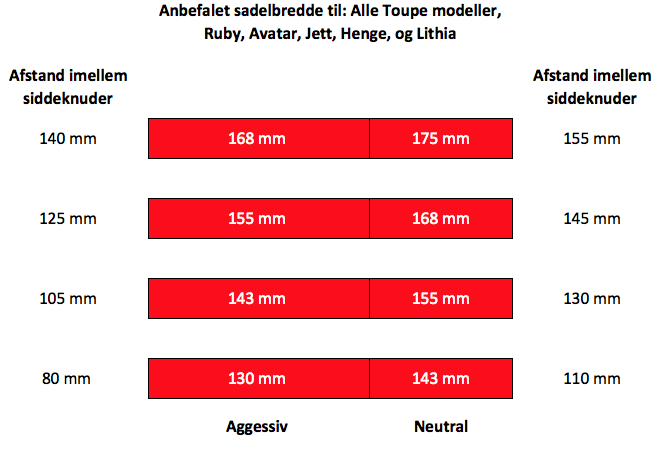 Anbefalet sadelbredde til: Alle Toupe modeller,
Ruby, Avatar, Jett, Henge, og Lithia
Afstand imellem
siddeknuder
Afstand imellem
siddeknuder
140 mm 168 mm 175 mm 155 mm
125 mm 155 mm 168 mm 145 mm
105 mm 143 mm 155 mm 130 mm
80 mm 130 mm 143 mm 110 mm
Aggessiv Neutral